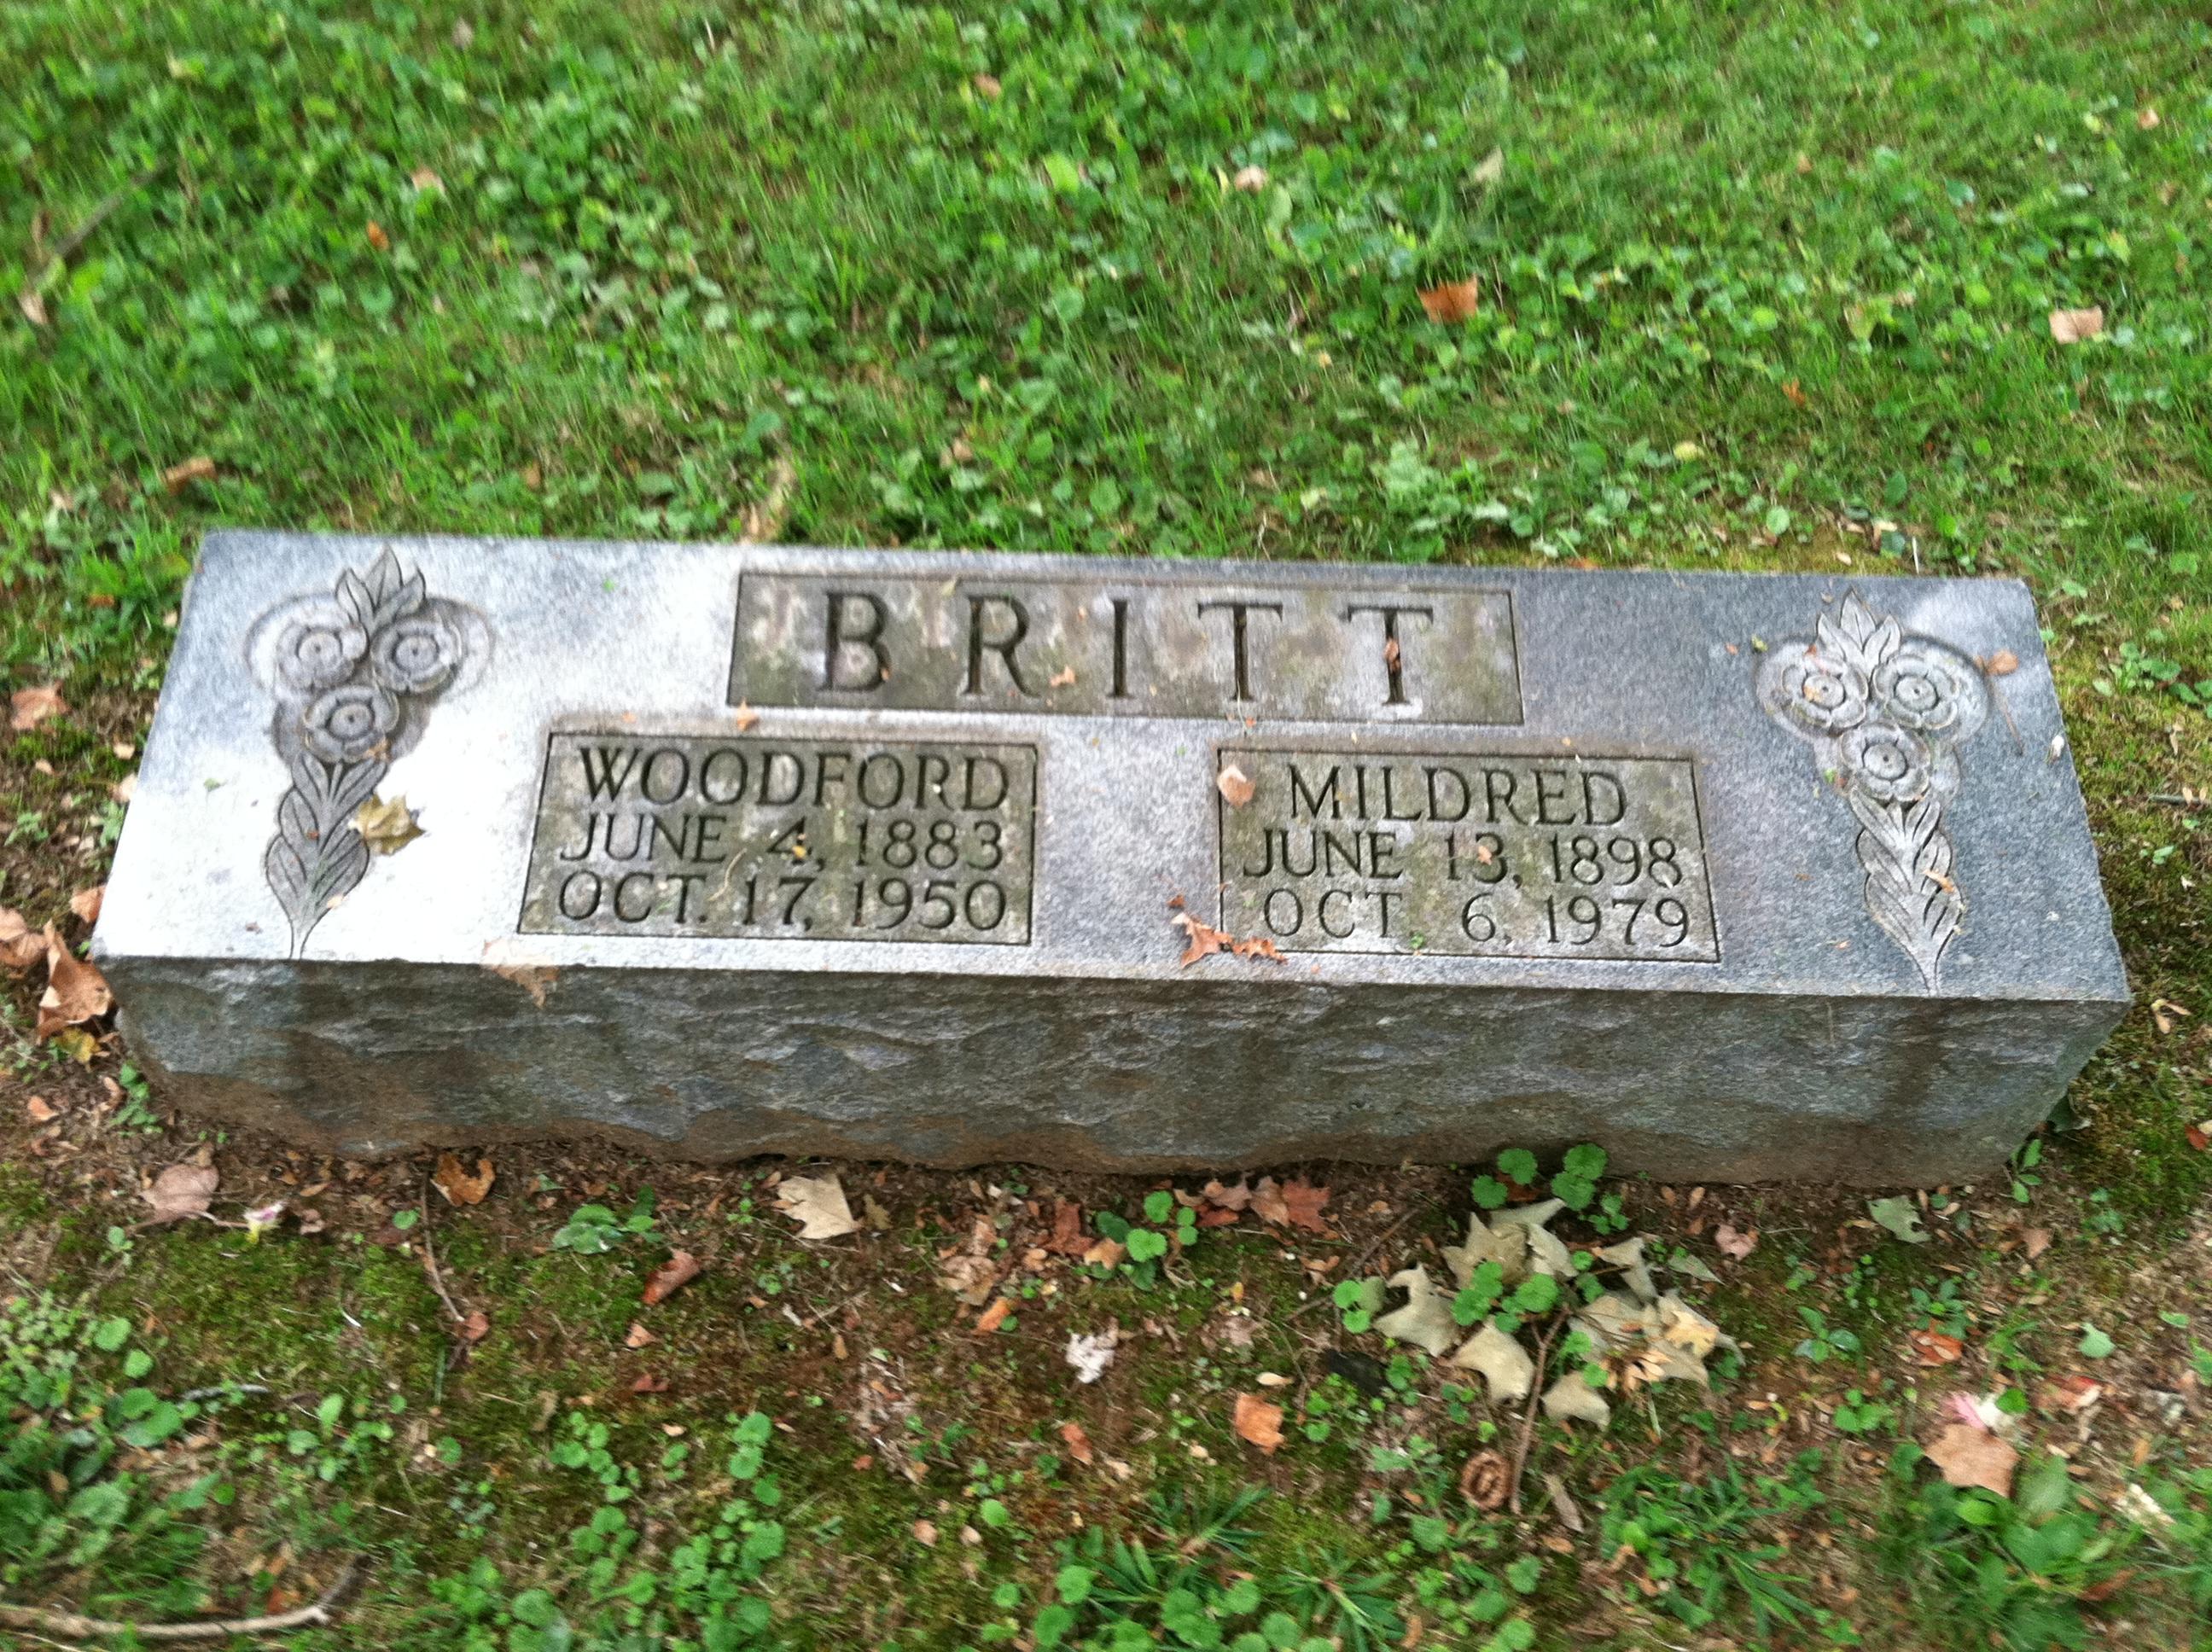 BRITT
WOODFORD
JUNE 4, 1883
OCT. 17, 1950
MILDRED
JUNE 13, 1898
OCT 6, 1979